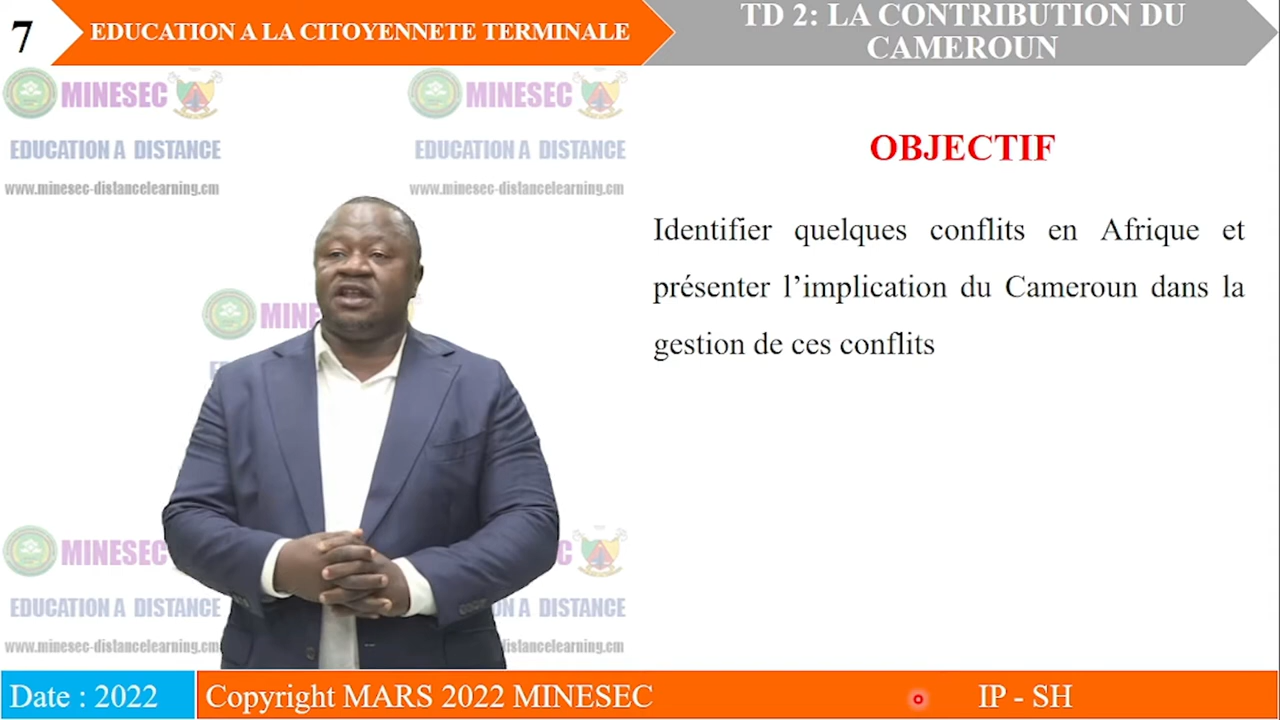 7
EDUCATION A LA CITOYENNETE TERMINALE
TD 2: LA CONTRIBUTION DU
CAMEROUN
MINESEC
MINESEC
EDUCATION A DISTANCE
EDUCATION A DISTANCE
www.minesec-distancelearning.cm
www.minesec-distancelearning.cm
OBJECTIF
Identifier quelques conflits en Afrique et
présenter l’implication du Cameroun dans la
gestion de ces conflits
MINESEC
EDUCATION A DISTANCE
www.minesec-distancelearning.cm
Date : 2022
Copyright MARS 2022 MINESEC
IP - SH